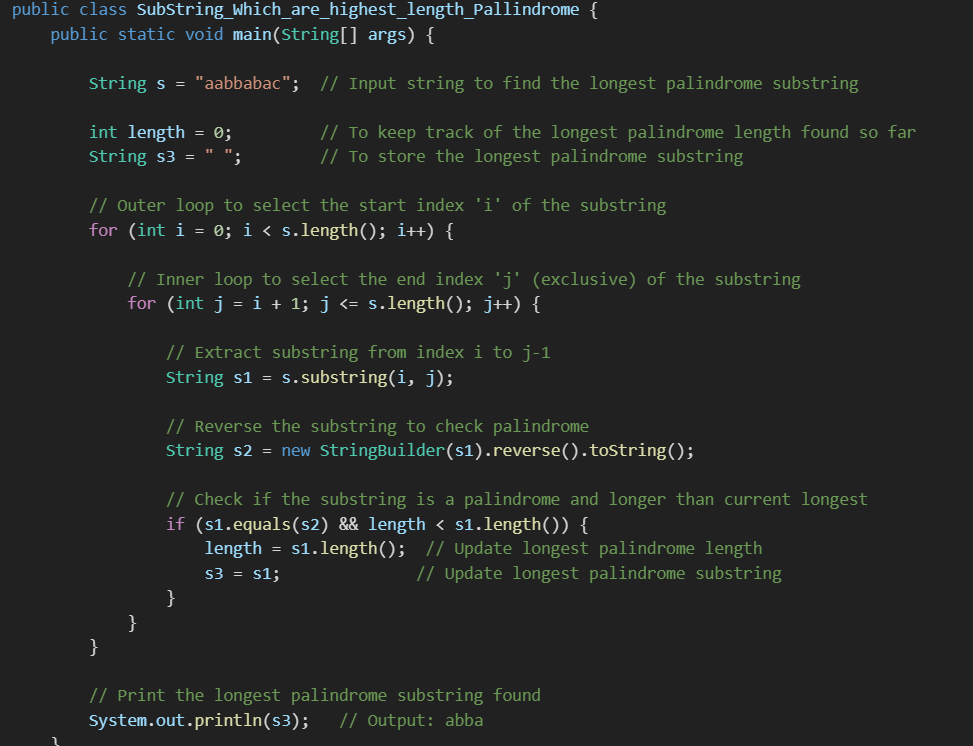 public class SubString_Which_are_highest_length_Pallindrome {
    public static void main(String[] args) {

        String s = "aabbabac";  // Input string to find the longest palindrome substring

        int length = 0;         // To keep track of the longest palindrome length found so far
        String s3 = " ";        // To store the longest palindrome substring

        // Outer loop to select the start index 'i' of the substring
        for (int i = 0; i < s.length(); i++) {

            // Inner loop to select the end index 'j' (exclusive) of the substring
            for (int j = i + 1; j <= s.length(); j++) {

                // Extract substring from index i to j-1
                String s1 = s.substring(i, j);

                // Reverse the substring to check palindrome
                String s2 = new StringBuilder(s1).reverse().toString();

                // Check if the substring is a palindrome and longer than current longest
                if (s1.equals(s2) && length < s1.length()) {
                    length = s1.length();  // Update longest palindrome length
                    s3 = s1;              // Update longest palindrome substring
                }
            }
        }

        // Print the longest palindrome substring found
        System.out.println(s3);   // Output: abba
    }